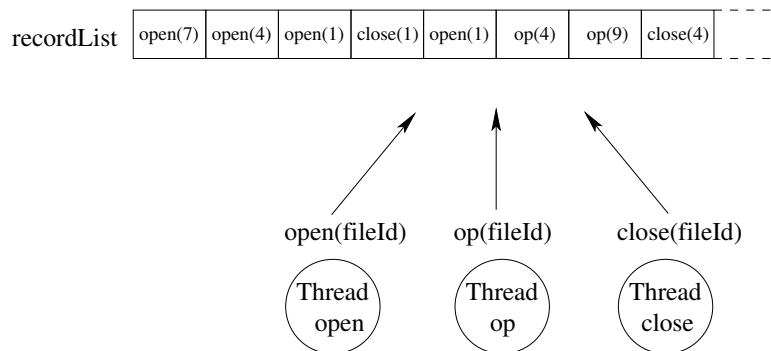 recordList open(7) open(4) open(1) close(1) open(1) op(4) op(9) close(4)
open(fileId) op(fileId) close(fileId)
Thread Thread Thread
open op close